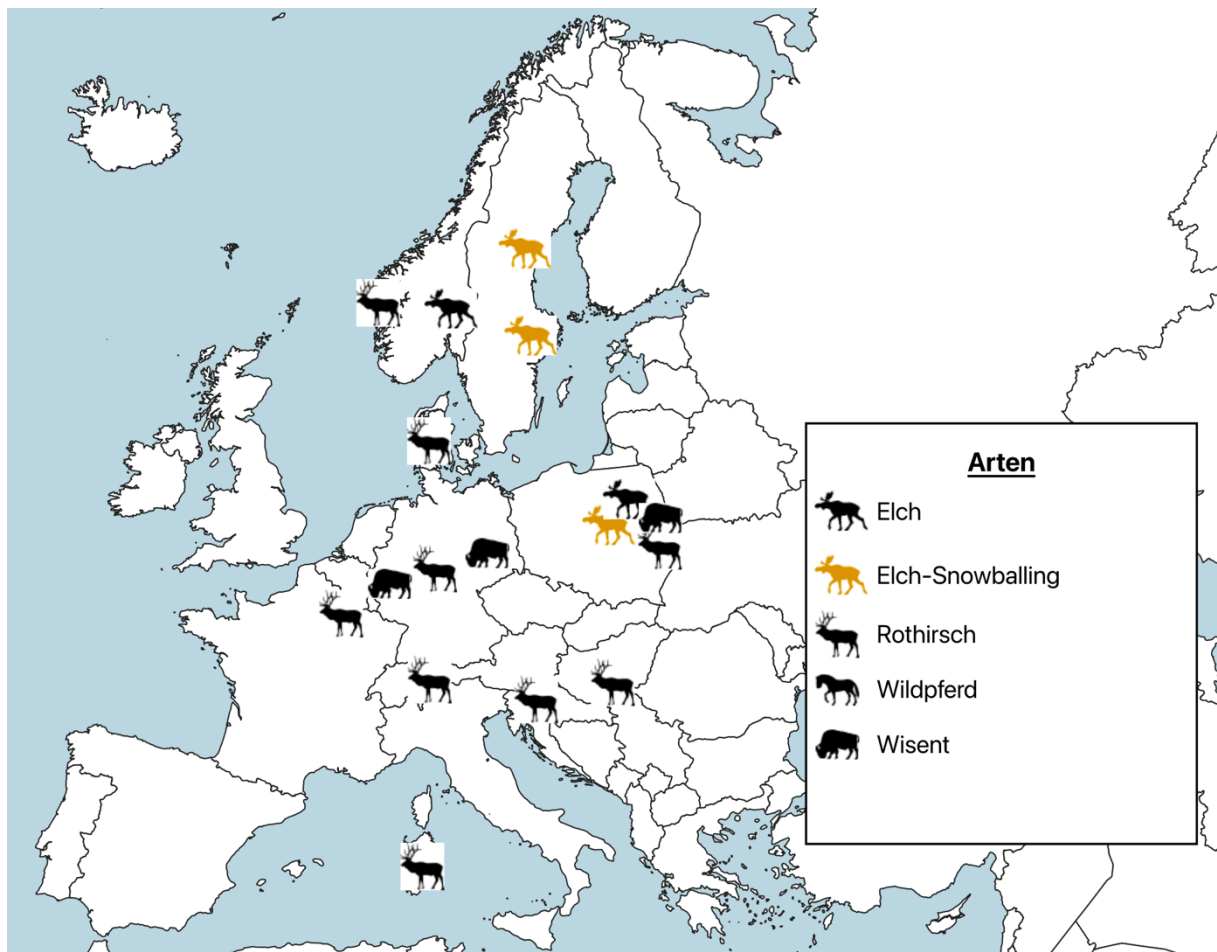 Arten
Elch
Elch-Snowballing
Rothirsch
Wildpferd
Wisent